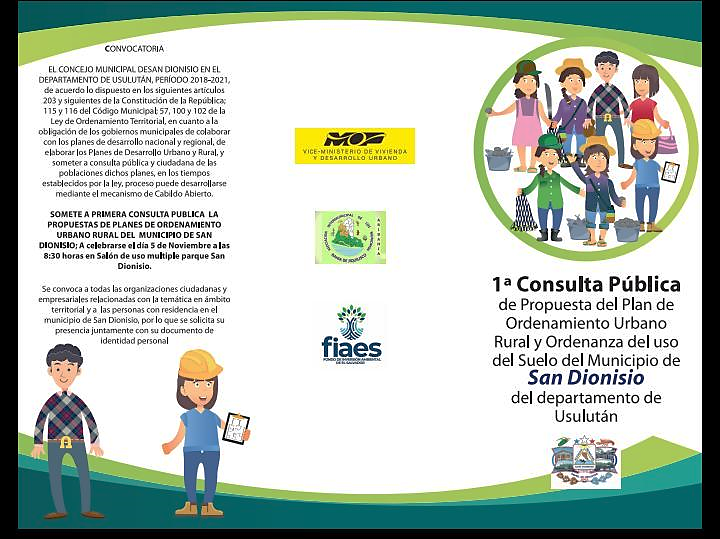 CONVOCATORIA
EL CONCEJO MUNICIPAL DESAN DIONISIO EN EL
DEPARTAMENTO DE USULUTÁN, PERÍODO 2018-2021,
de acuerdo lo dispuesto en los siguientes artículos
203 y siguientes de la Constitución de la República;
115 y 116 del Código Municipal; 57, 100 y 102 de la
Ley de Ordenamiento Territorial, en cuanto a la
obligación de los gobiernos municipales de colaborar
con los planes de desarrollo nacional y regional, de
elaborar los Planes de Desarrollo Urbano y Rural, y
someter a consulta pública y ciudadana de las
poblaciones dichos planes, en los tiempos
establecidos por la ley, proceso puede desarrollarse
mediante el mecanismo de Cabildo Abierto.
SOMETE A PRIMERA CONSULTA PUBLICA LA
PROPUESTAS DE PLANES DE ORDENAMIENTO
URBANO RURAL DEL MUNICIPIO DE SAN
DIONISIO; A celebrarse el día 5 de Noviembre a las
8:30 horas en Salón de uso multiple parque San
Dionisio.
Se convoca a todas las organizaciones ciudadanas y
empresariales relacionadas con la temática en ámbito
territorial y a las personas con residencia en el
municipio de San Dionisio, por lo que se solicita su
presencia juntamente con su documento de
identidad personal
VICE-MINISTERIO DE VIVIENDA
Y DESARROLLO URBANO
fiaes
FONDO DE INVERSIÓN AMBIENTAL
DE EL SALVADOR
1ª Consulta Pública
de Propuesta del Plan de
Ordenamiento Urbano
Rural y Ordenanza del uso
del Suelo del Municipio de
San Dionisio
del departamento de
Usulután